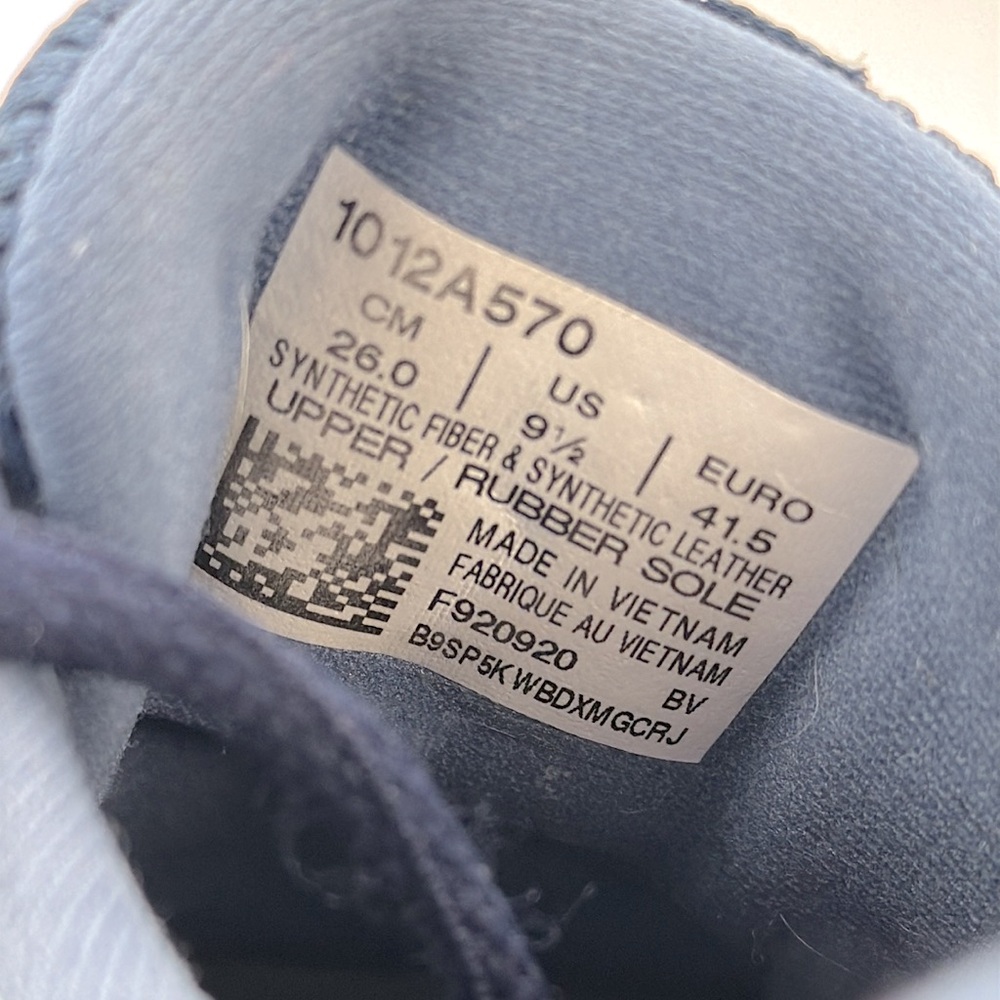 1012A570
CM | US | EURO
26.0 | 9½ | 41.5
SYNTHETIC FIBER & SYNTHETIC LEATHER
UPPER / RUBBER SOLE
MADE IN VIETNAM
FABRIQUE AU VIETNAM
F920920 BV
B9SP5KWBDXMGCRJ